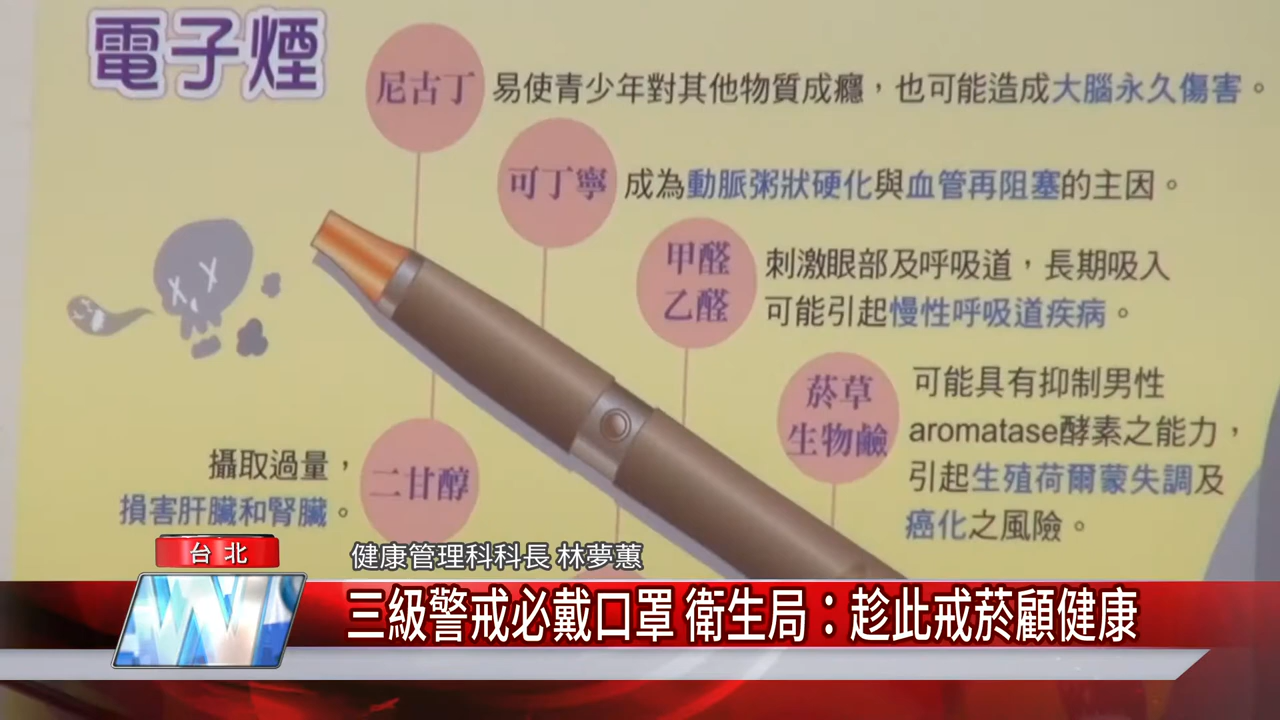 電子煙
尼古丁
易使青少年對其他物質成癮，也可能造成大腦永久傷害。
可丁寧
成為動脈粥狀硬化與血管再阻塞的主因。
甲醛
乙醛
刺激眼部及呼吸道，長期吸入
可能引起慢性呼吸道疾病。
菸草
生物鹼
可能具有抑制男性
aromatase酵素之能力，
引起生殖荷爾蒙失調及
癌化之風險。
二甘醇
攝取過量，
損害肝臟和腎臟。
台北
健康管理科科長 林夢蕙
三級警戒必戴口罩 衛生局：趁此戒菸顧健康